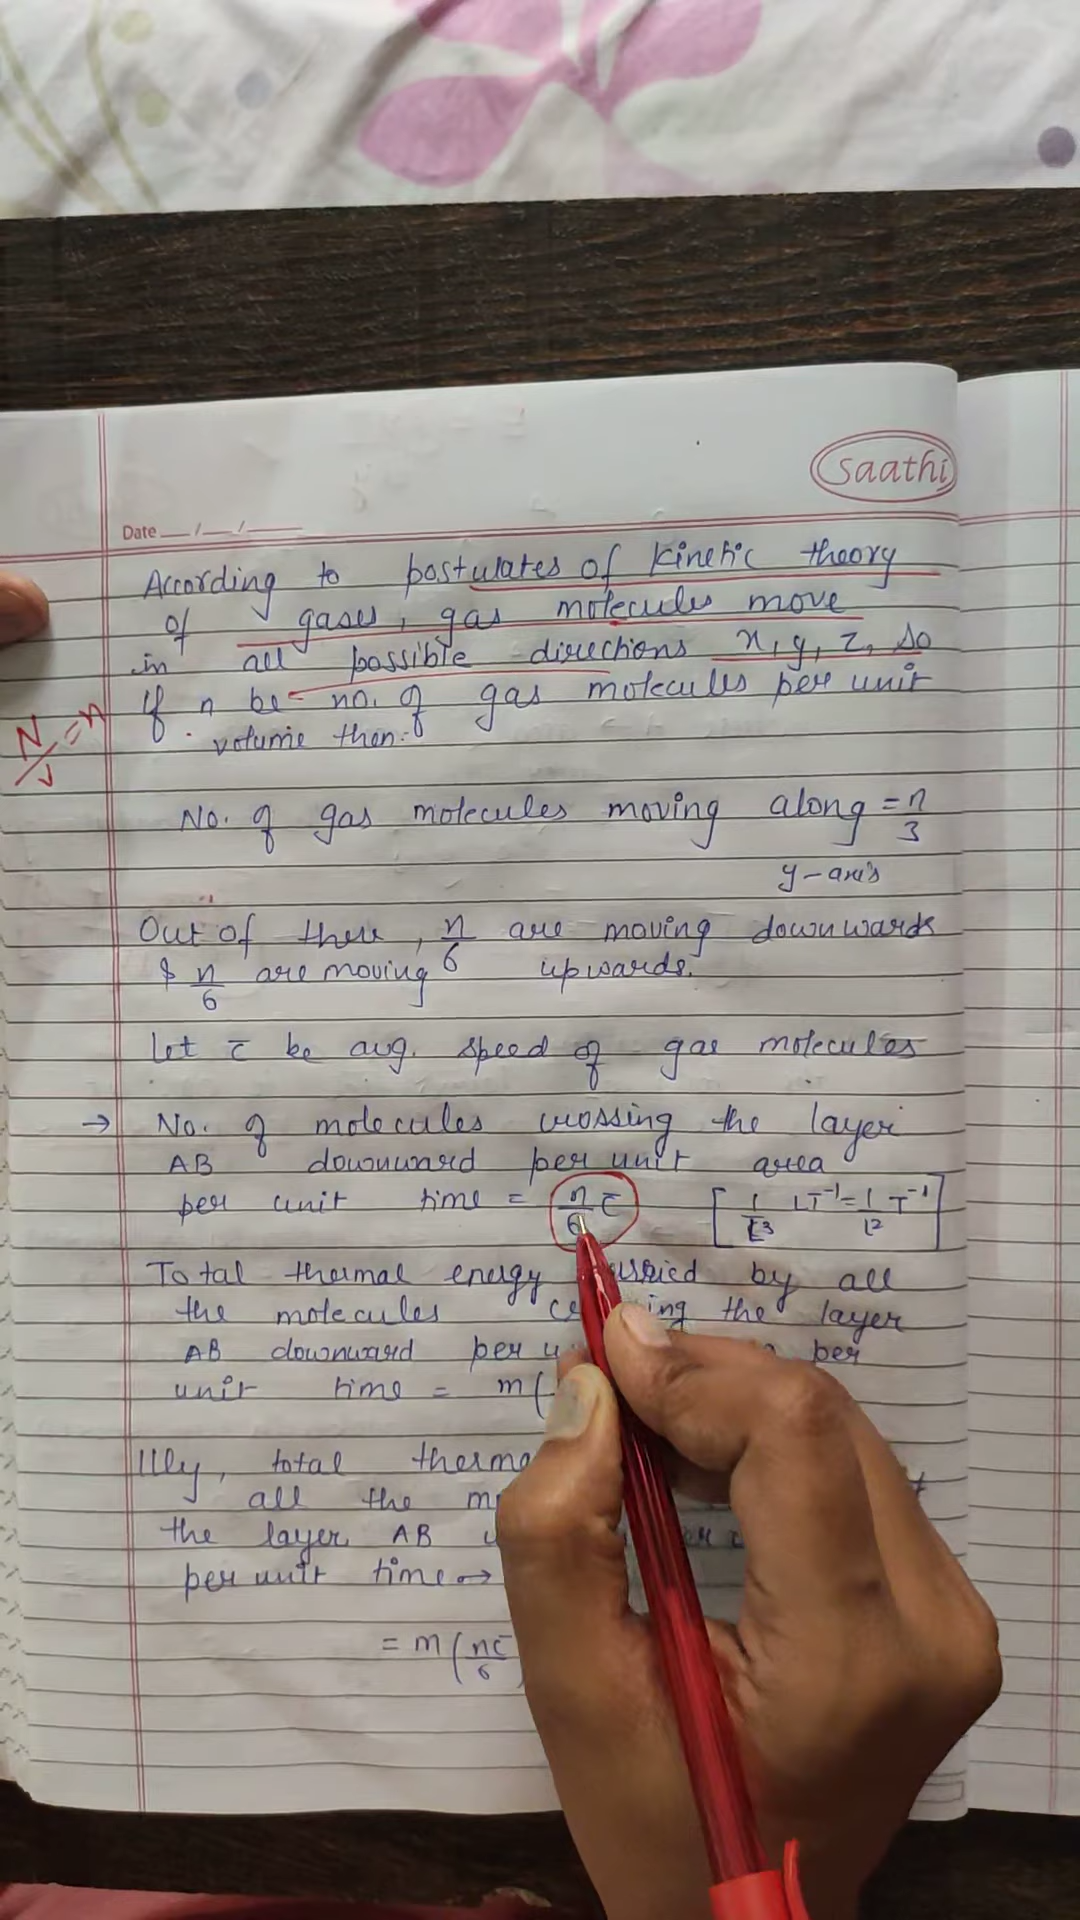 saathi
Date __/__/____
According to postulates of kinetic theory
of gases, gas molecules move
in all possible directions x, y, z, so
If n be no. of gas molecules per unit
volume then.
N/V = n
No. of gas molecules moving along = n/3
y-axis
Out of these, n/6 are moving downwards
& n/6 are moving upwards.
Let c̅ be avg. speed of gas molecules
→ No. of molecules crossing the layer
AB downward per unit area
per unit time = n/6 c̅ [1/L³ LT⁻¹ = 1/L² T⁻¹]
Total thermal energy carried by all
the molecules the layer
AB downward per per
unit time = m(
Illy, total
all the
the layer AB
per unit time →
= m(nc̅/6